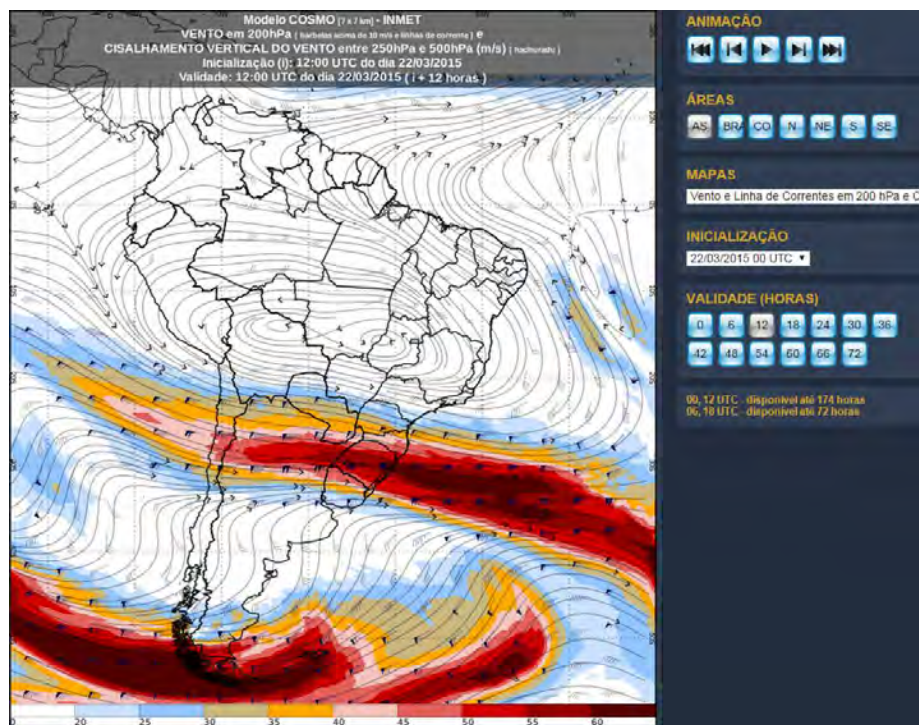 Modelo COSMO [7 x 7 km] - INMET
VENTO em 200hPa ( barbelas acima de 10 m/s e linhas de corrente ) e
CISALHAMENTO VERTICAL DO VENTO entre 250hPa e 500hPa (m/s) ( hachurado )
Inicialização (i): 12:00 UTC do dia 22/03/2015
Validade: 12:00 UTC do dia 22/03/2015 ( i + 12 horas )
0 20 25 30 35 40 45 50 55 60
ANIMAÇÃO
ÁREAS
AS BRA CO N NE S SE
MAPAS
Vento e Linha de Correntes em 200 hPa e C
INICIALIZAÇÃO
22/03/2015 00 UTC
VALIDADE (HORAS)
0 6 12 18 24 30 36
42 48 54 60 66 72
00, 12 UTC - disponível até 174 horas
06, 18 UTC - disponível até 72 horas